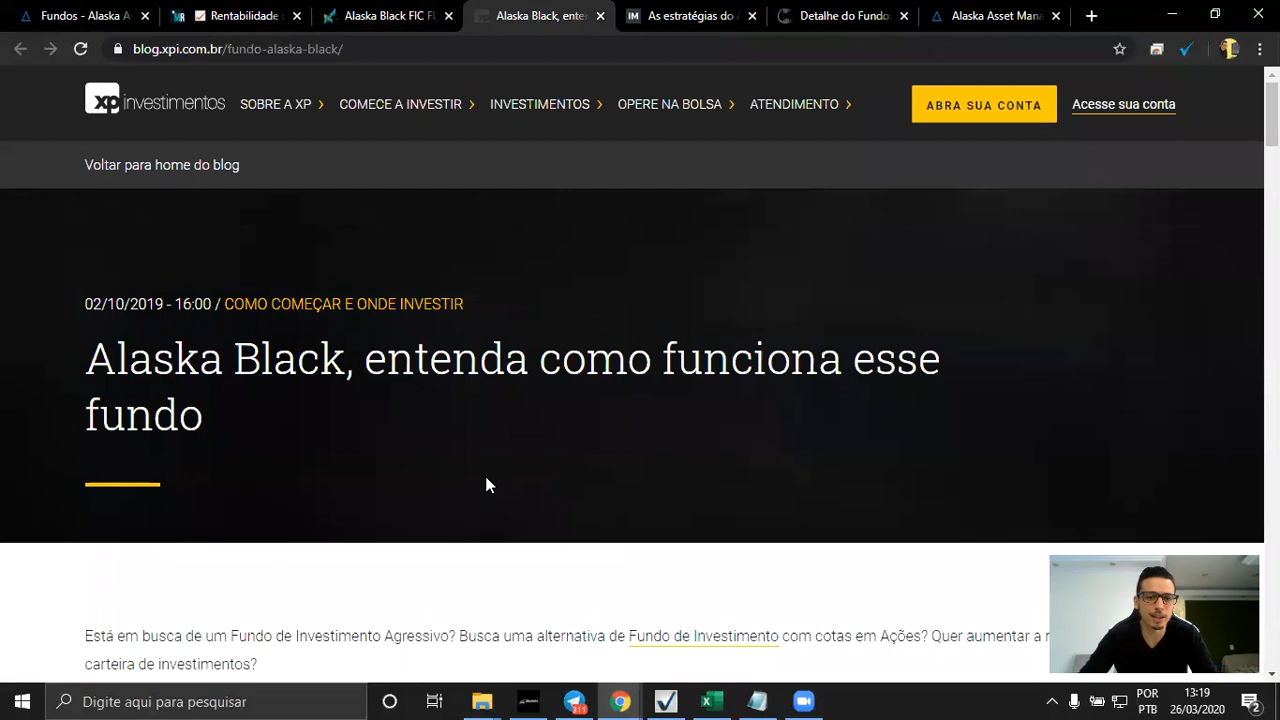 Fundos - Alaska A
Rentabilidade
Alaska Black FIC FI
Alaska Black, ente
As estratégias do
Detalhe do Fundo
Alaska Asset Man
blog.xpi.com.br/fundo-alaska-black/
xp investimentos
SOBRE A XP
COMECE A INVESTIR
INVESTIMENTOS
OPERE NA BOLSA
ATENDIMENTO
ABRA SUA CONTA
Acesse sua conta
Voltar para home do blog
02/10/2019 - 16:00 / COMO COMEÇAR E ONDE INVESTIR
Alaska Black, entenda como funciona esse
fundo
Está em busca de um Fundo de Investimento Agressivo? Busca uma alternativa de Fundo de Investimento com cotas em Ações? Quer aumentar a
carteira de investimentos?
Digite aqui para pesquisar
311
POR
PTB
13:19
26/03/2020
2